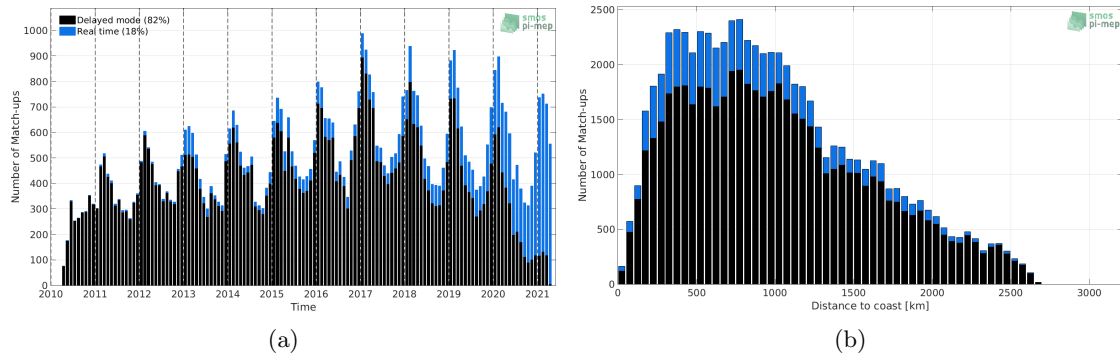 Delayed mode (82%)
Real time (18%)
smos
pi-mep
Number of Match-ups
1000
900
800
700
600
500
400
300
200
100
0
2010 2011 2012 2013 2014 2015 2016 2017 2018 2019 2020 2021
Time
(a)
smos
pi-mep
Number of Match-ups
2500
2000
1500
1000
500
0
0 500 1000 1500 2000 2500 3000
Distance to coast [km]
(b)